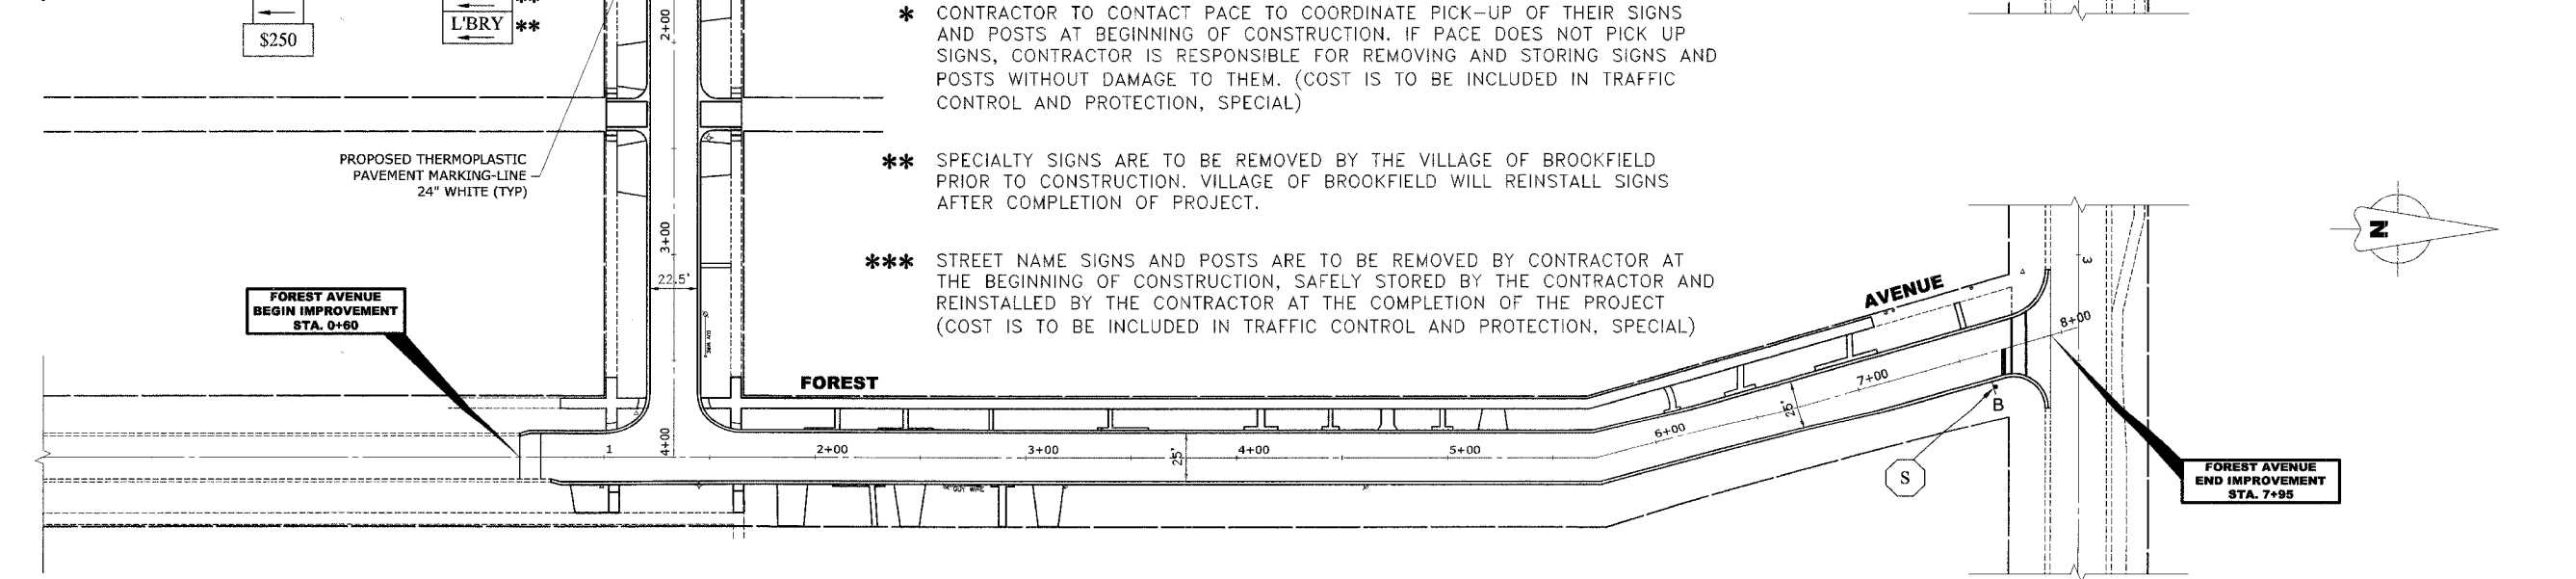 $250
**
L'BRY **
2+00
* CONTRACTOR TO CONTACT PACE TO COORDINATE PICK-UP OF THEIR SIGNS
AND POSTS AT BEGINNING OF CONSTRUCTION. IF PACE DOES NOT PICK UP
SIGNS, CONTRACTOR IS RESPONSIBLE FOR REMOVING AND STORING SIGNS AND
POSTS WITHOUT DAMAGE TO THEM. (COST IS TO BE INCLUDED IN TRAFFIC
CONTROL AND PROTECTION, SPECIAL)
PROPOSED THERMOPLASTIC
PAVEMENT MARKING-LINE
24" WHITE (TYP)
** SPECIALTY SIGNS ARE TO BE REMOVED BY THE VILLAGE OF BROOKFIELD
PRIOR TO CONSTRUCTION. VILLAGE OF BROOKFIELD WILL REINSTALL SIGNS
AFTER COMPLETION OF PROJECT.
*** STREET NAME SIGNS AND POSTS ARE TO BE REMOVED BY CONTRACTOR AT
THE BEGINNING OF CONSTRUCTION, SAFELY STORED BY THE CONTRACTOR AND
REINSTALLED BY THE CONTRACTOR AT THE COMPLETION OF THE PROJECT
(COST IS TO BE INCLUDED IN TRAFFIC CONTROL AND PROTECTION, SPECIAL)
3+00
22.5'
GUY WIRE
N
3
FOREST AVENUE
BEGIN IMPROVEMENT
STA. 0+60
FOREST
AVENUE
4+00
1
2+00
3+00
25'
4+00
5+00
6+00
25'
7+00
8+00
B
S
GUY WIRE
FOREST AVENUE
END IMPROVEMENT
STA. 7+95